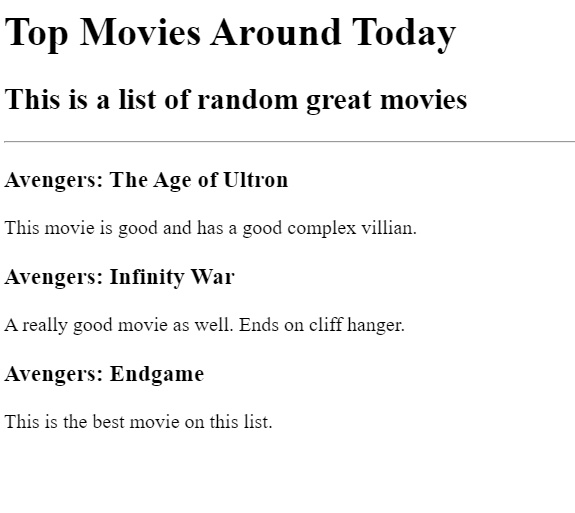 Top Movies Around Today
This is a list of random great movies
Avengers: The Age of Ultron
This movie is good and has a good complex villian.
Avengers: Infinity War
A really good movie as well. Ends on cliff hanger.
Avengers: Endgame
This is the best movie on this list.